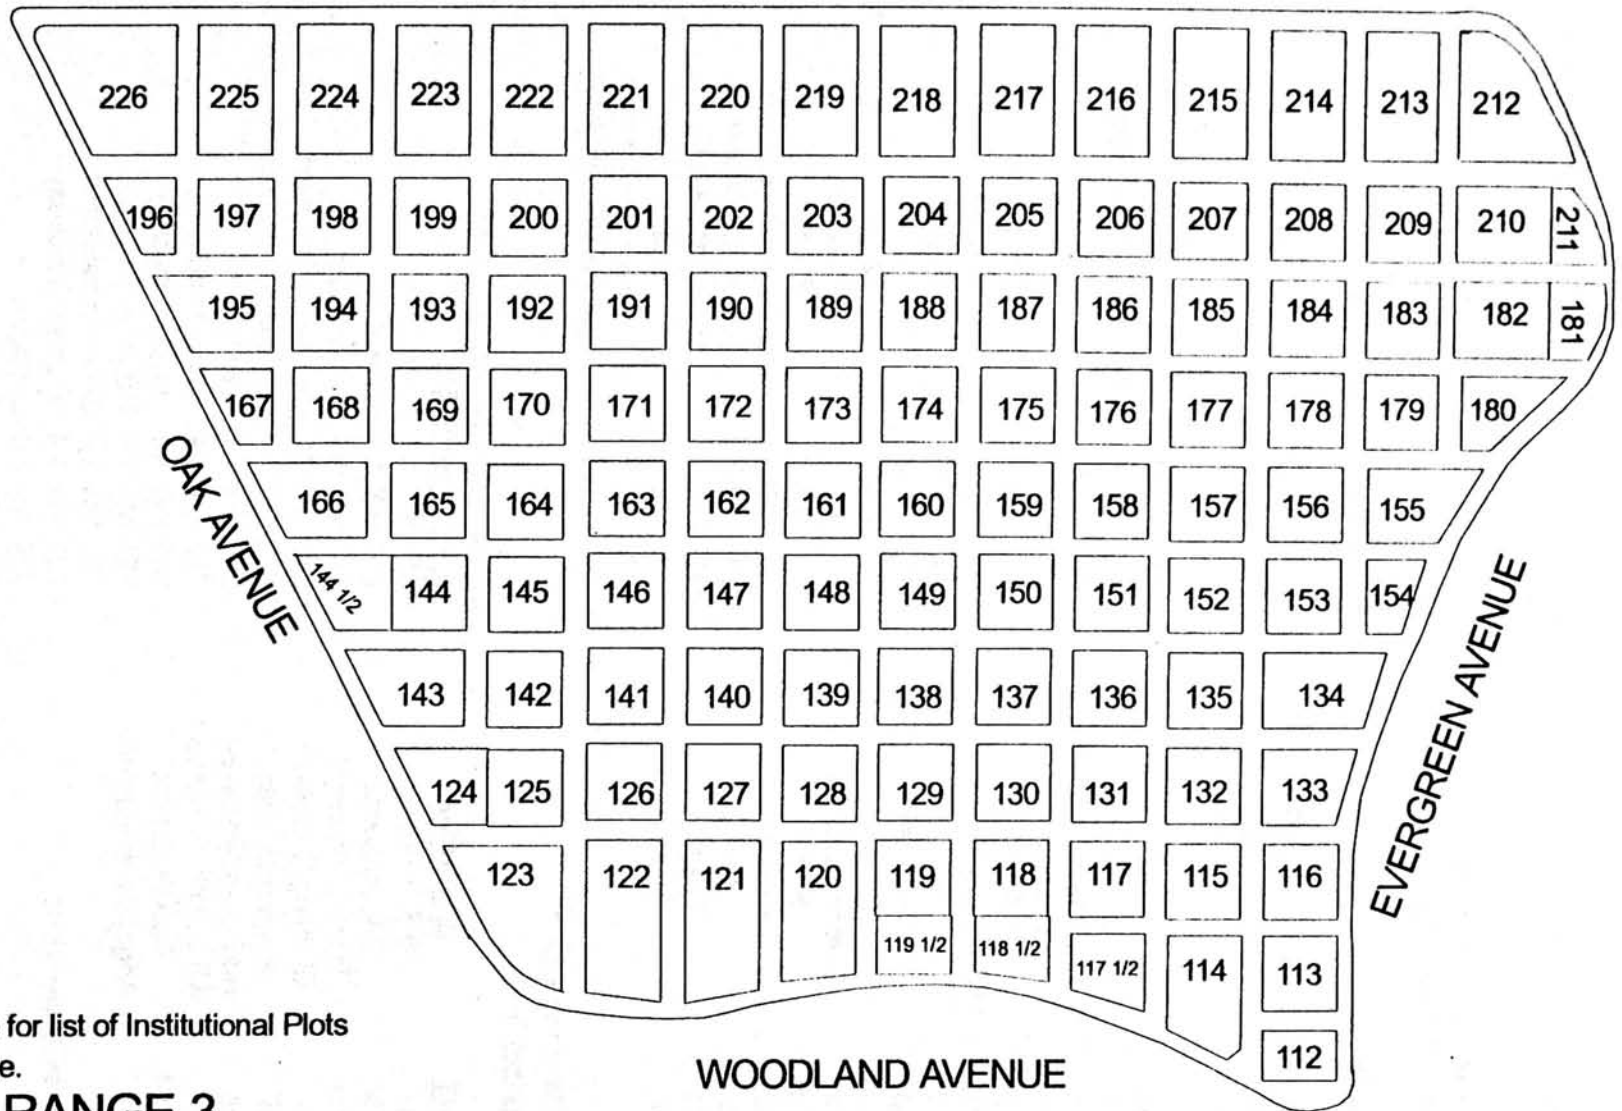 226 225 224 223 222 221 220 219 218 217 216 215 214 213 212
196 197 198 199 200 201 202 203 204 205 206 207 208 209 210 211
195 194 193 192 191 190 189 188 187 186 185 184 183 182 181
167 168 169 170 171 172 173 174 175 176 177 178 179 180
OAK AVENUE
166 165 164 163 162 161 160 159 158 157 156 155
144 1/2 144 145 146 147 148 149 150 151 152 153 154
EVERGREEN AVENUE
143 142 141 140 139 138 137 136 135 134
124 125 126 127 128 129 130 131 132 133
123 122 121 120 119 118 117 115 116
119 1/2 118 1/2 117 1/2 114 113
112
for list of Institutional Plots
e.
WOODLAND AVENUE
RANGE 3